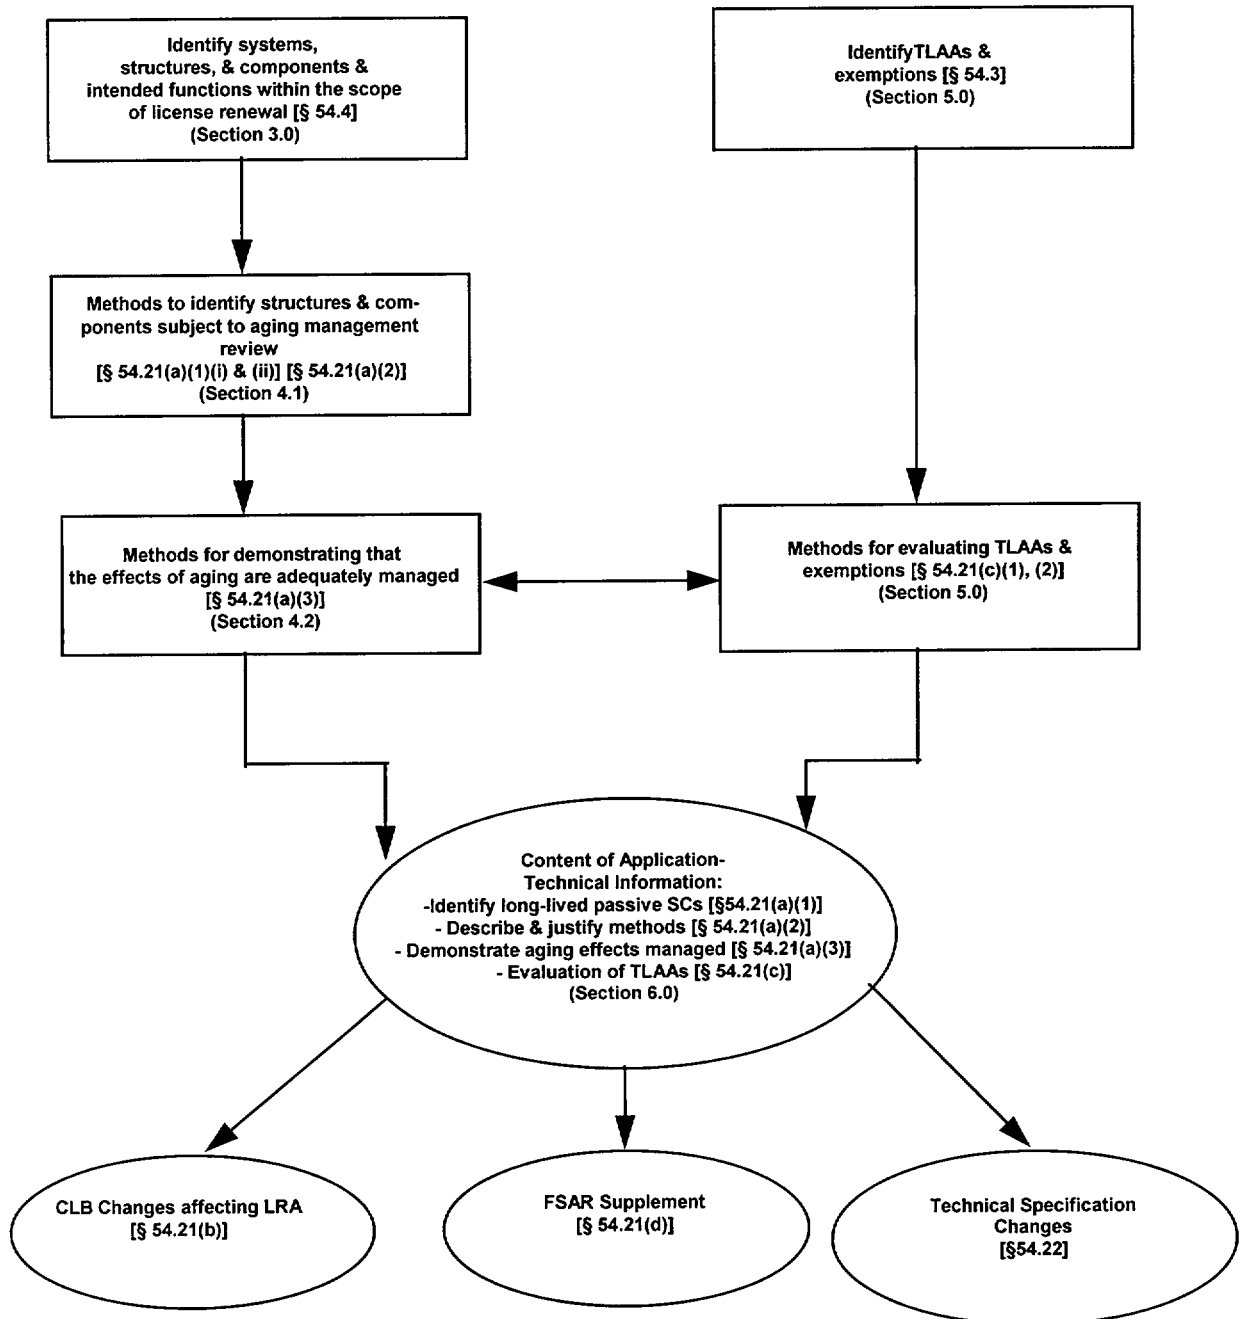 Identify systems,
structures, & components &
intended functions within the scope
of license renewal [§ 54.4]
(Section 3.0)
IdentifyTLAAs &
exemptions [§ 54.3]
(Section 5.0)
Methods to identify structures & com-
ponents subject to aging management
review
[§ 54.21(a)(1)(i) & (ii)] [§ 54.21(a)(2)]
(Section 4.1)
Methods for demonstrating that
the effects of aging are adequately managed
[§ 54.21(a)(3)]
(Section 4.2)
Methods for evaluating TLAAs &
exemptions [§ 54.21(c)(1), (2)]
(Section 5.0)
Content of Application-
Technical Information:
-Identify long-lived passive SCs [§54.21(a)(1)]
- Describe & justify methods [§ 54.21(a)(2)]
- Demonstrate aging effects managed [§ 54.21(a)(3)]
- Evaluation of TLAAs [§ 54.21(c)]
(Section 6.0)
CLB Changes affecting LRA
[§ 54.21(b)]
FSAR Supplement
[§ 54.21(d)]
Technical Specification
Changes
[§54.22]